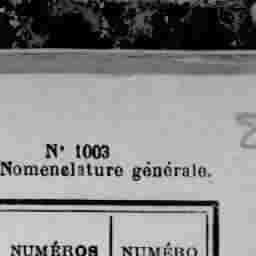 N° 1003
Nomenclature générale.
NUMÉROS NUMÉRO